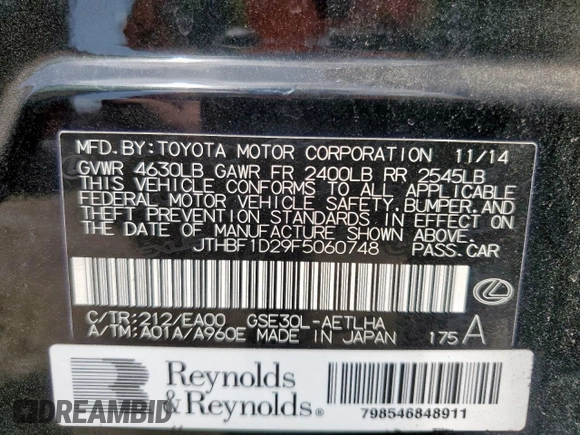 MFD.BY:TOYOTA MOTOR CORPORATION 11/14
GVWR 4630LB GAWR FR 2400LB RR 2545LB
THIS VEHICLE CONFORMS TO ALL APPLICABLE
FEDERAL MOTOR VEHICLE SAFETY,BUMPER,AND
THEFT PREVENTION STANDARDS IN EFFECT ON
THE DATE OF MANUFACTURE SHOWN ABOVE.
JTHBF1D29F5060748 PASS.CAR
C/TR:212/EA00 GSE30L-AETLHA
A/TM:A01A/A960E MADE IN JAPAN 175 A
Reynolds
& Reynolds®
798546848911
DREAMBID